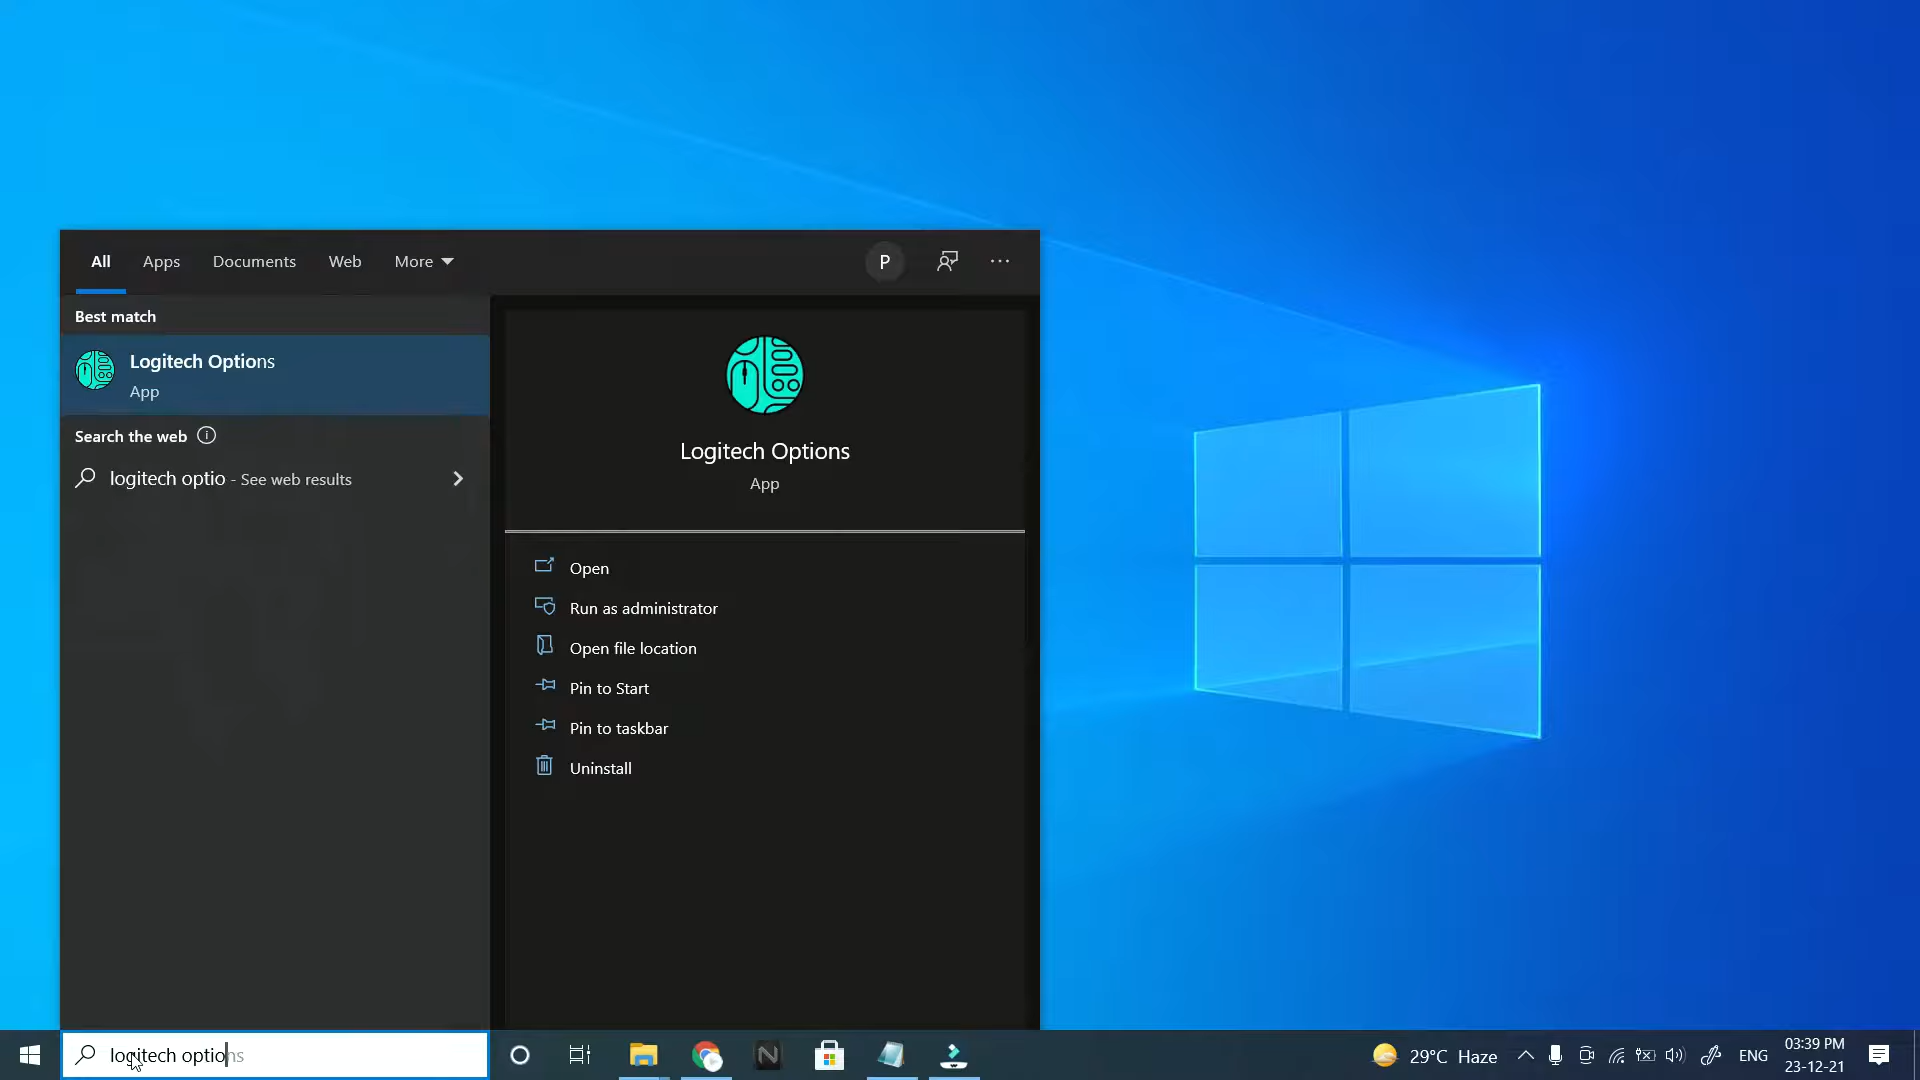 All
Apps
Documents
Web
More
P
Best match
Logitech Options
App
Search the web
logitech optio - See web results
Logitech Options
App
Open
Run as administrator
Open file location
Pin to Start
Pin to taskbar
Uninstall
logitech options
29°C Haze
ENG
03:39 PM
23-12-21